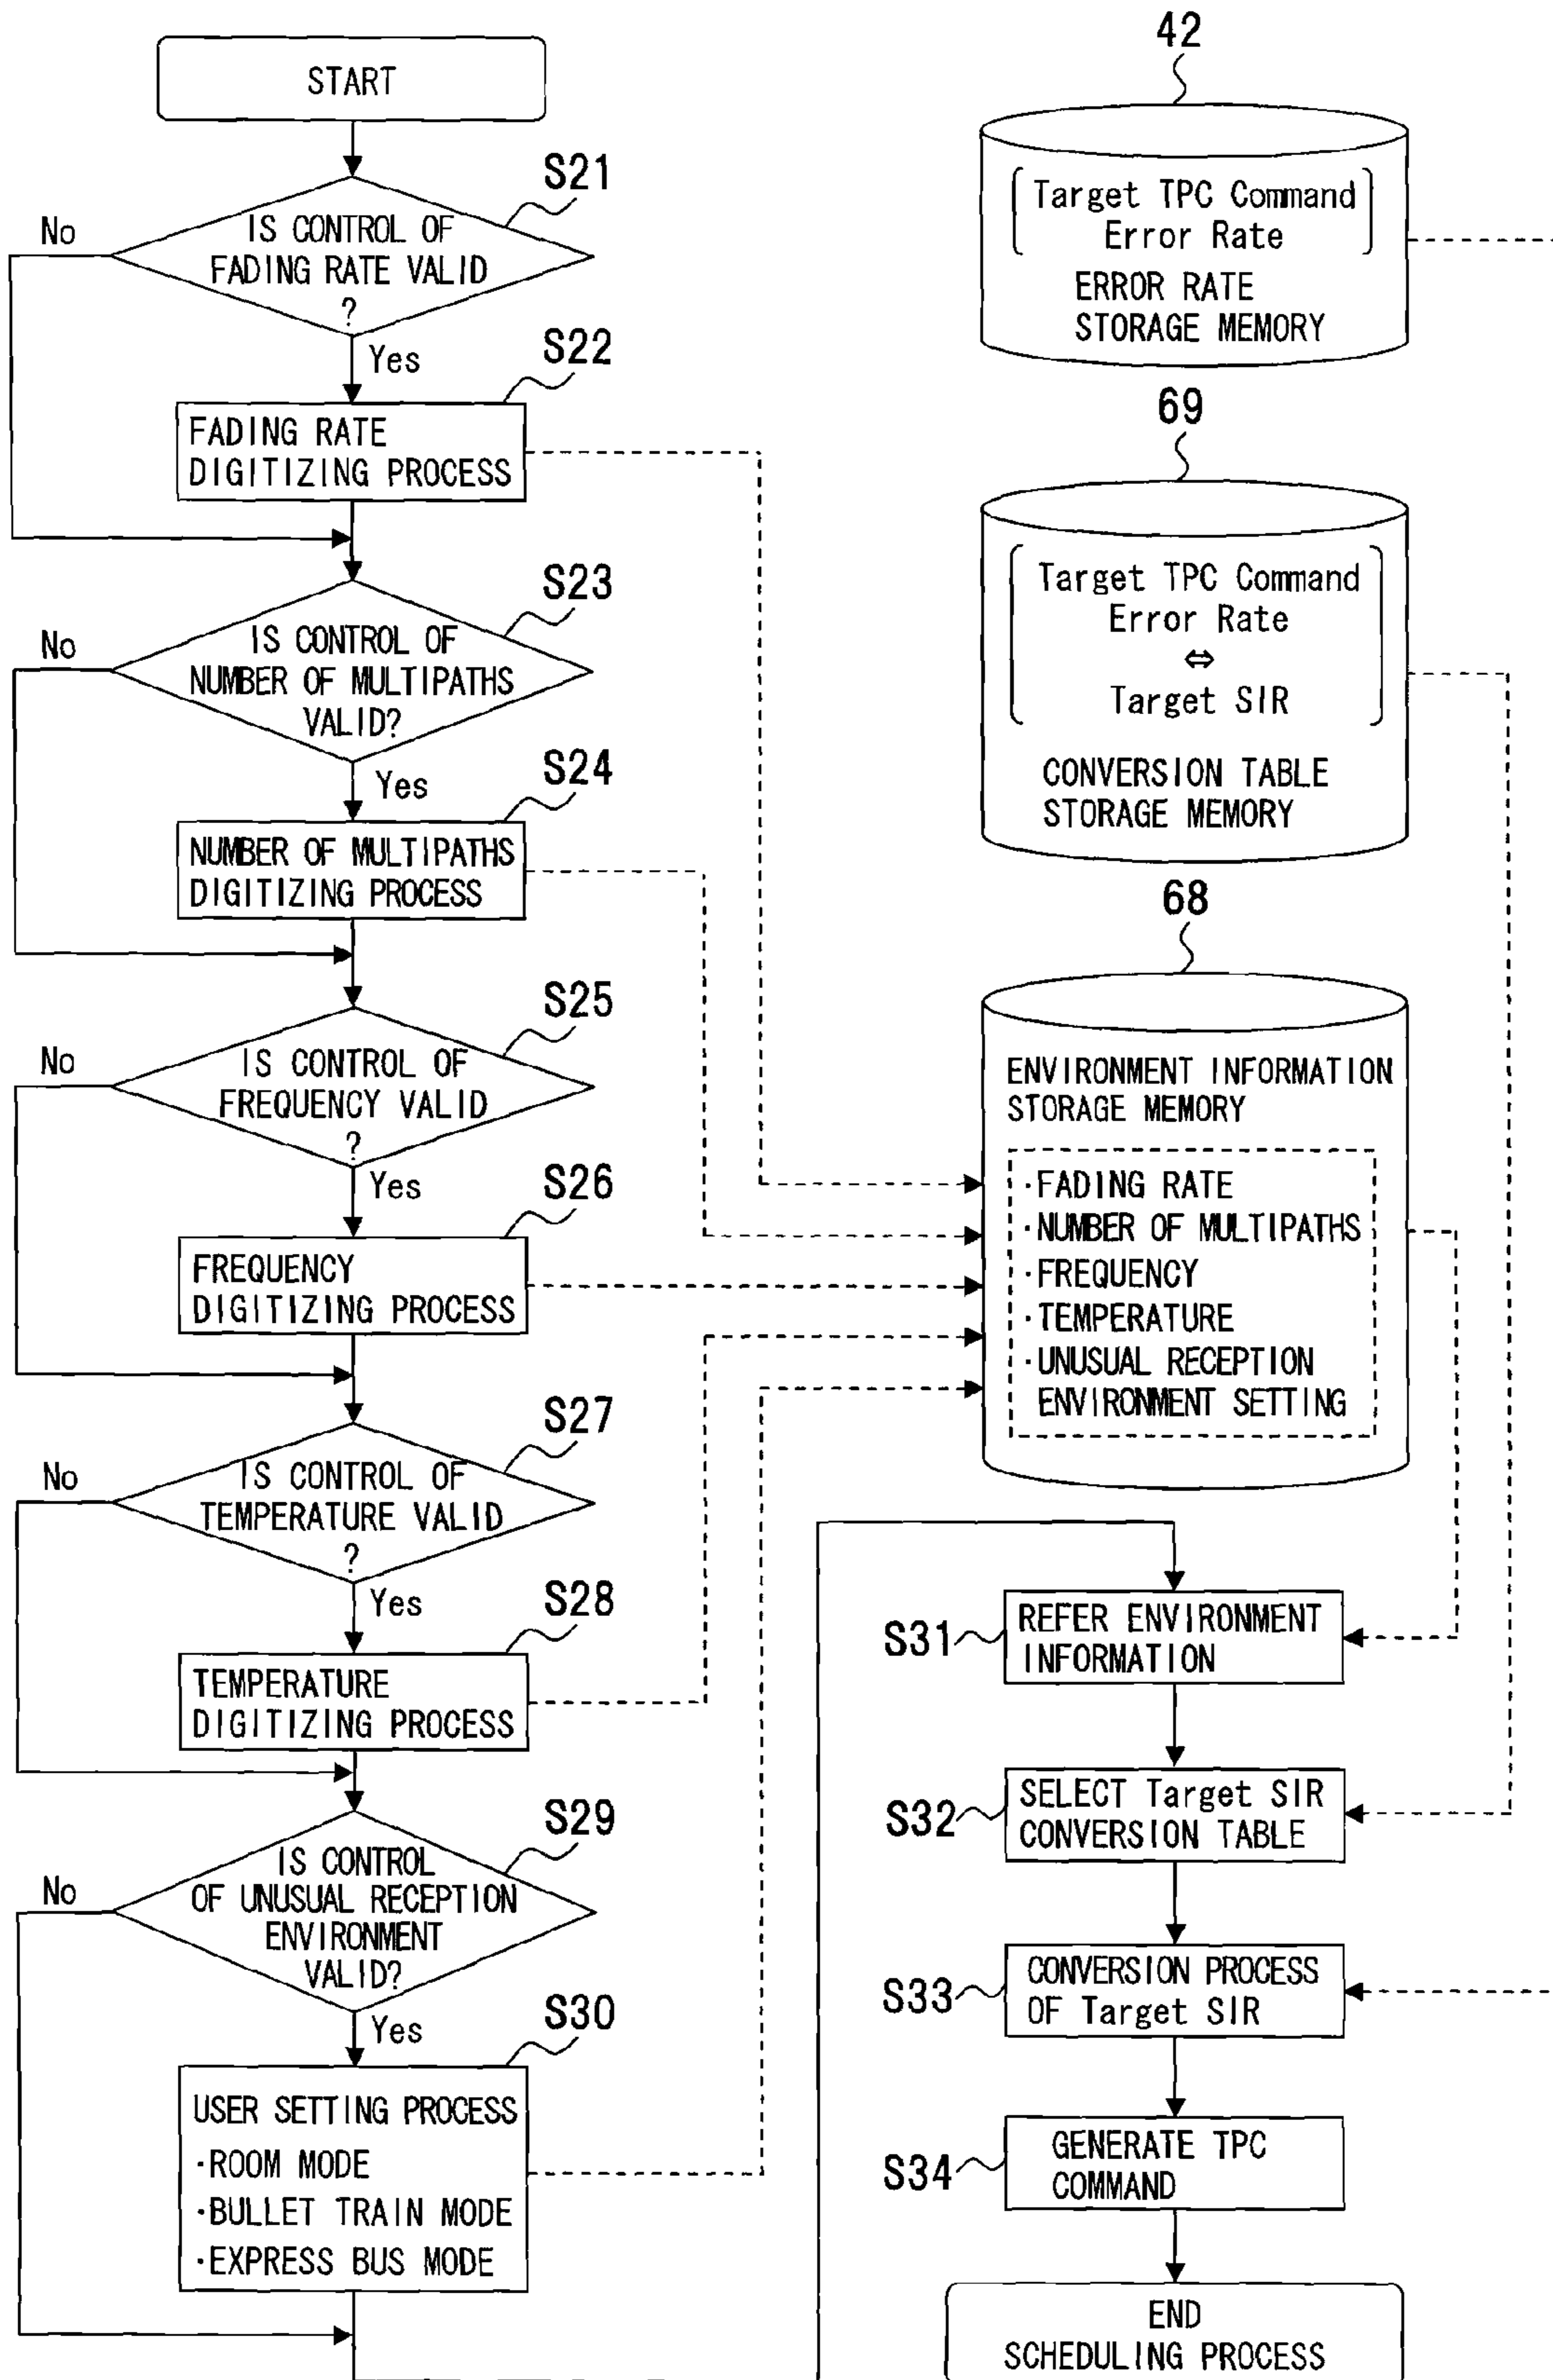 START
S21
No
IS CONTROL OF
FADING RATE VALID
?
Yes
S22
FADING RATE
DIGITIZING PROCESS
S23
No
IS CONTROL OF
NUMBER OF MULTIPATHS
VALID?
Yes
S24
NUMBER OF MULTIPATHS
DIGITIZING PROCESS
S25
No
IS CONTROL OF
FREQUENCY VALID
?
Yes
S26
FREQUENCY
DIGITIZING PROCESS
S27
No
IS CONTROL OF
TEMPERATURE VALID
?
Yes
S28
TEMPERATURE
DIGITIZING PROCESS
S29
No
IS CONTROL
OF UNUSUAL RECEPTION
ENVIRONMENT
VALID?
Yes
S30
USER SETTING PROCESS
·ROOM MODE
·BULLET TRAIN MODE
·EXPRESS BUS MODE
42
Target TPC Command
Error Rate
ERROR RATE
STORAGE MEMORY
69
Target TPC Command
Error Rate
⇔
Target SIR
CONVERSION TABLE
STORAGE MEMORY
68
ENVIRONMENT INFORMATION
STORAGE MEMORY
·FADING RATE
·NUMBER OF MULTIPATHS
·FREQUENCY
·TEMPERATURE
·UNUSUAL RECEPTION
ENVIRONMENT SETTING
S31
REFER ENVIRONMENT
INFORMATION
S32
SELECT Target SIR
CONVERSION TABLE
S33
CONVERSION PROCESS
OF Target SIR
S34
GENERATE TPC
COMMAND
END
SCHEDULING PROCESS